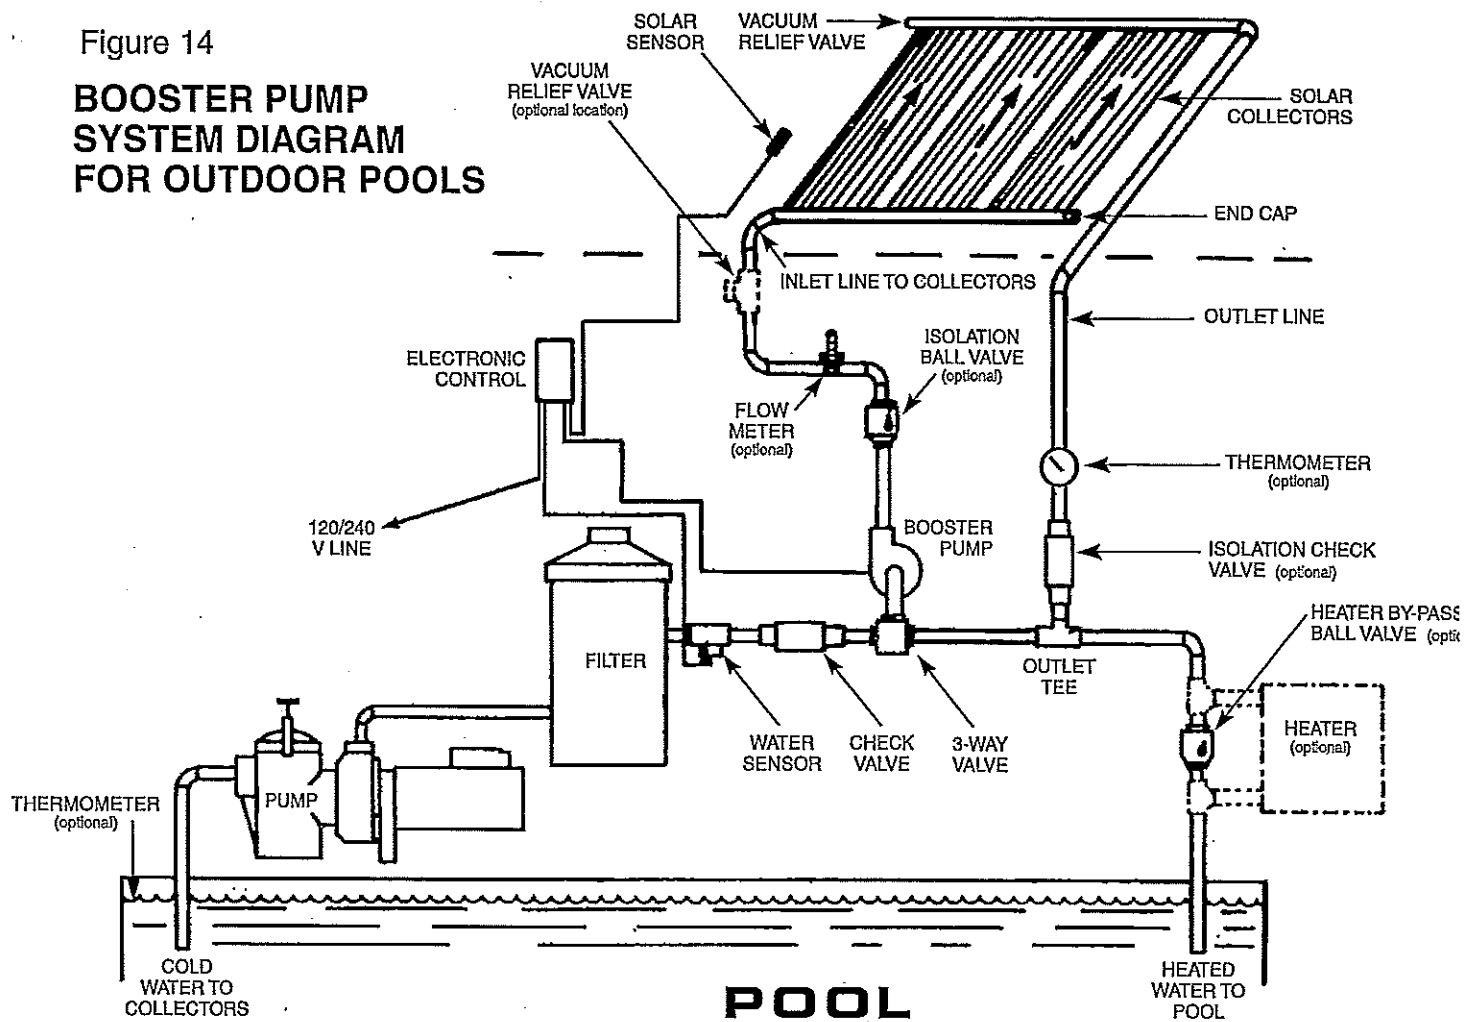 Figure 14
BOOSTER PUMP
SYSTEM DIAGRAM
FOR OUTDOOR POOLS
SOLAR
SENSOR
VACUUM
RELIEF VALVE
VACUUM
RELIEF VALVE
(optional location)
SOLAR
COLLECTORS
END CAP
INLET LINE TO COLLECTORS
OUTLET LINE
ELECTRONIC
CONTROL
ISOLATION
BALL VALVE
(optional)
FLOW
METER
(optional)
THERMOMETER
(optional)
120/240
V LINE
BOOSTER
PUMP
ISOLATION CHECK
VALVE (optional)
HEATER BY-PASS
BALL VALVE (optic
FILTER
OUTLET
TEE
WATER
SENSOR
CHECK
VALVE
3-WAY
VALVE
HEATER
(optional)
THERMOMETER
(optional)
PUMP
COLD
WATER TO
COLLECTORS
HEATED
WATER TO
POOL
POOL